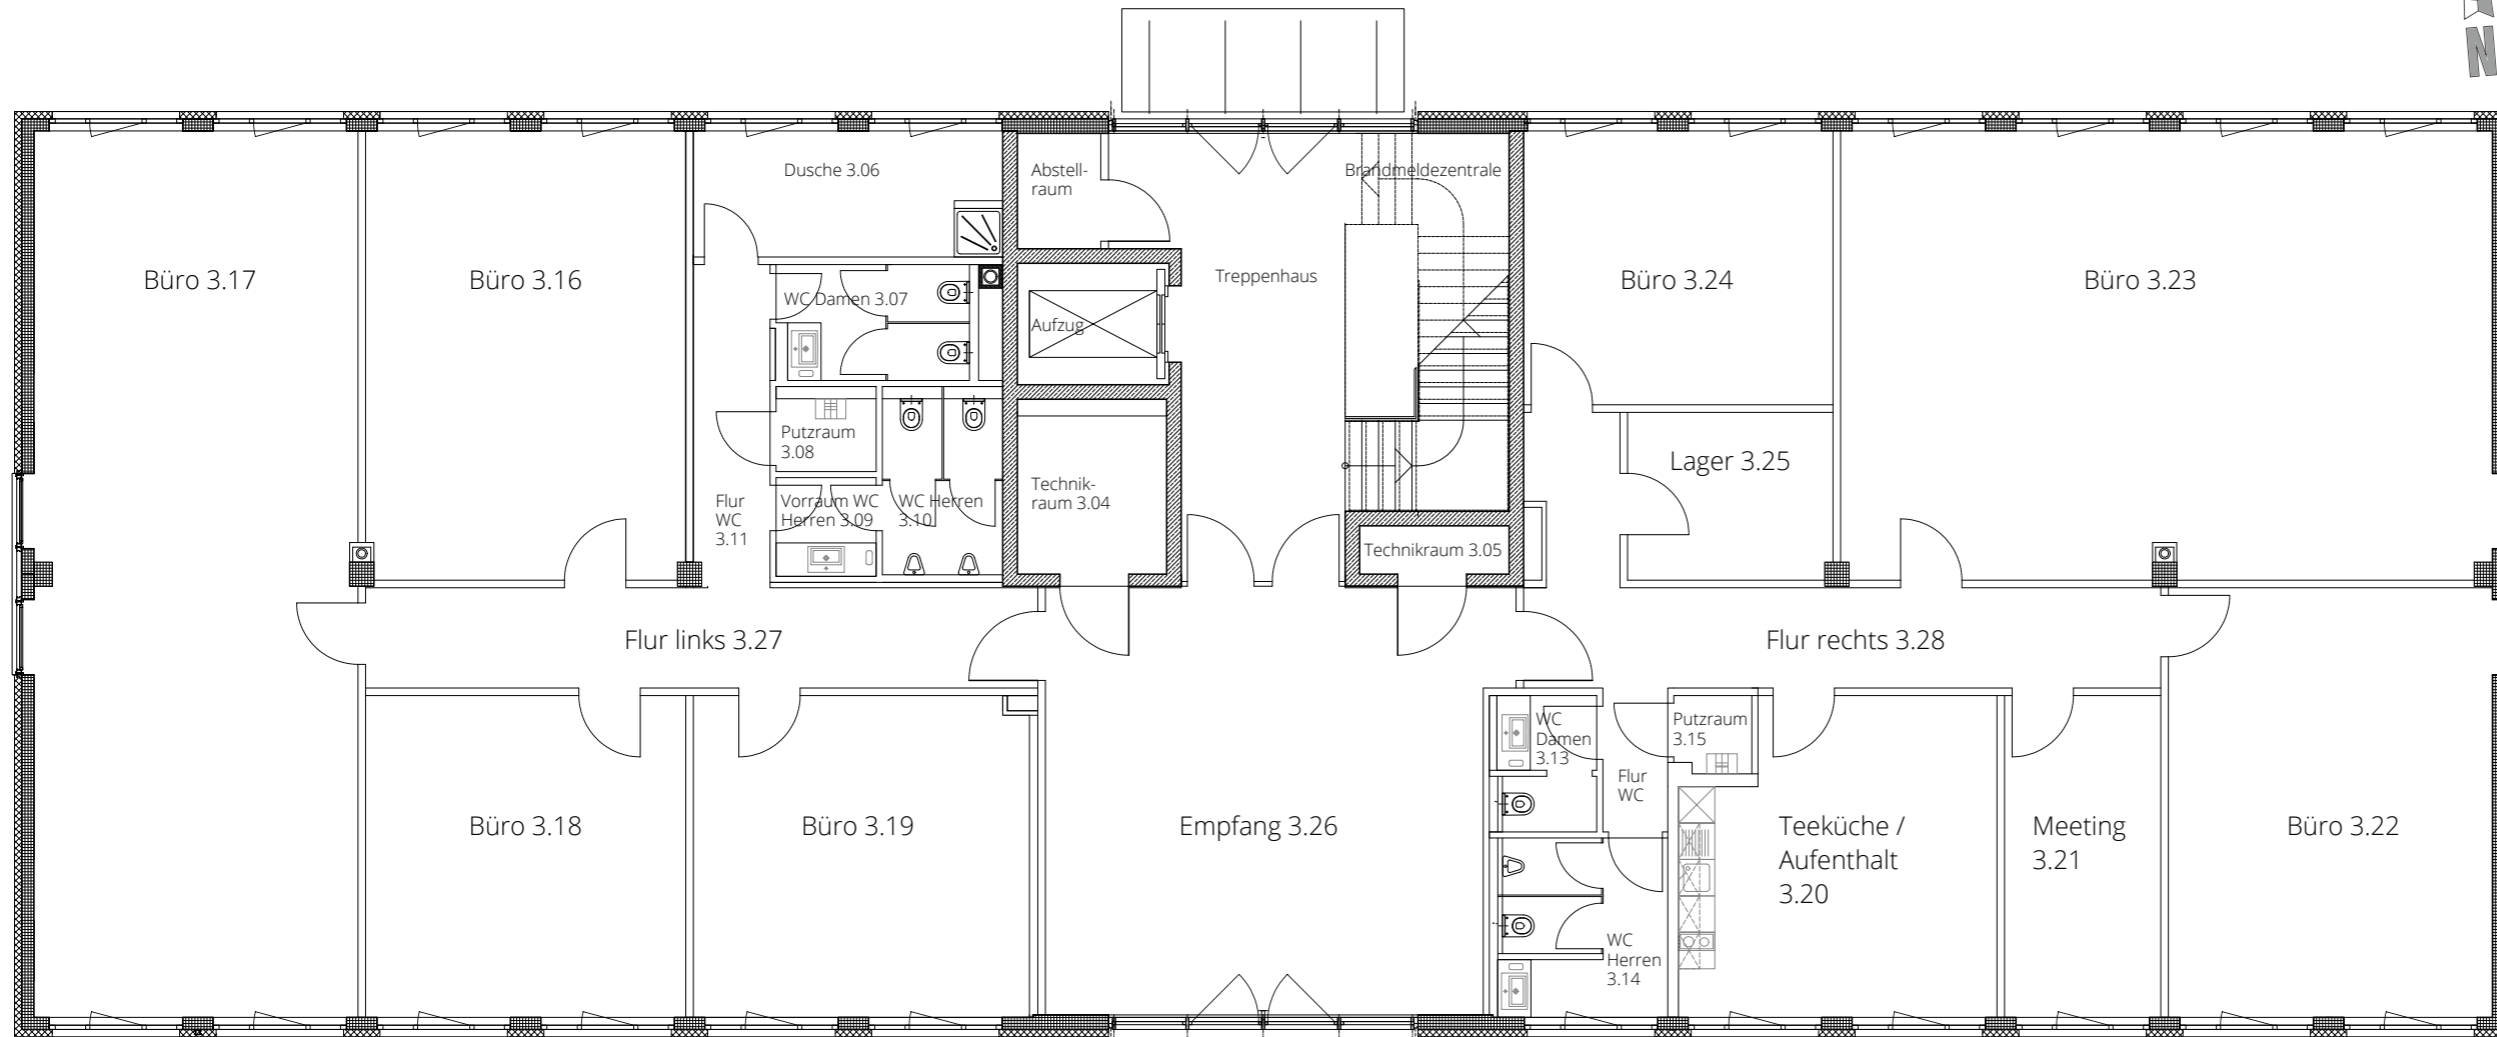 N
Dusche 3.06
Abstell-
raum
Brandmeldezentrale
Büro 3.17
Büro 3.16
Treppenhaus
Büro 3.24
Büro 3.23
WC Damen 3.07
Aufzug
Putzraum
3.08
Lager 3.25
Technik-
raum 3.04
Flur
WC
3.11
Vorraum WC
Herren 3.09
WC Herren
3.10
Technikraum 3.05
Flur links 3.27
Flur rechts 3.28
WC
Damen
3.13
Putzraum
3.15
Flur
WC
Büro 3.18
Büro 3.19
Empfang 3.26
Teeküche /
Aufenthalt
3.20
Meeting
3.21
Büro 3.22
WC
Herren
3.14